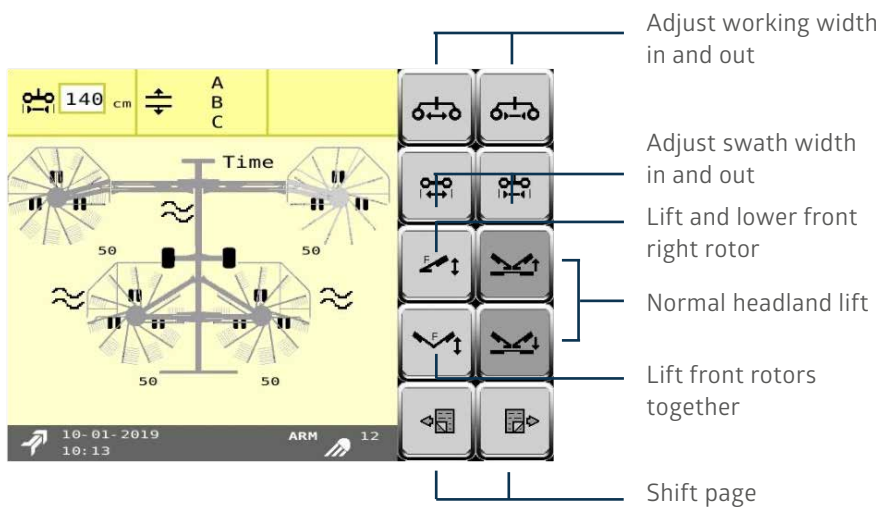 Adjust working width
in and out
140 cm
A
B
C
Time
Adjust swath width
in and out
Lift and lower front
right rotor
F
50
50
Normal headland lift
F
Lift front rotors
together
50
50
10-01-2019
10:13
ARM
12
Shift page